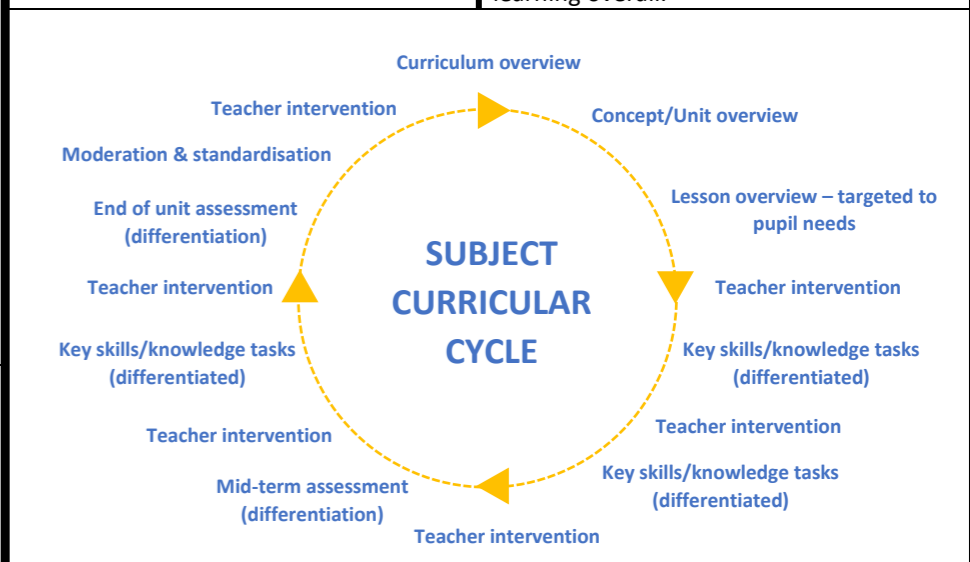 learning overall.
Curriculum overview
Concept/Unit overview
Lesson overview – targeted to
pupil needs
Teacher intervention
Key skills/knowledge tasks
(differentiated)
Teacher intervention
Key skills/knowledge tasks
(differentiated)
Teacher intervention
Mid-term assessment
(differentiation)
Teacher intervention
Key skills/knowledge tasks
(differentiated)
Teacher intervention
End of unit assessment
(differentiation)
Moderation & standardisation
Teacher intervention
SUBJECT
CURRICULAR
CYCLE